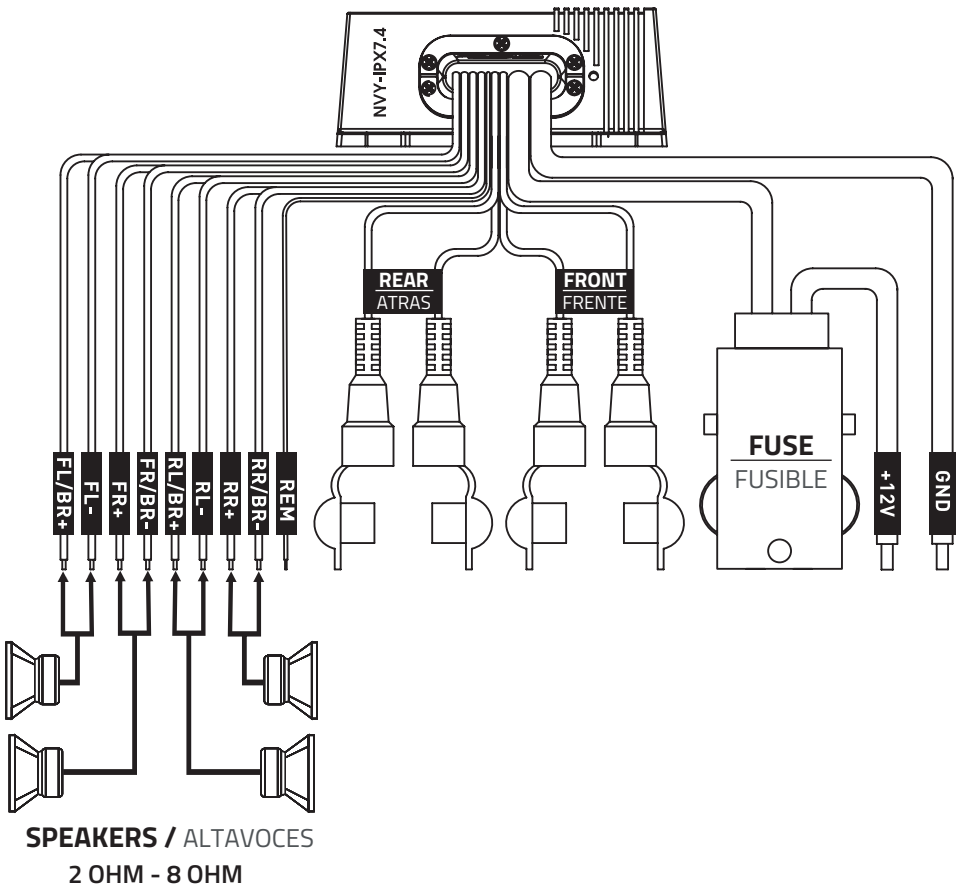 NVY-IPX7.4
REAR
ATRAS
FRONT
FRENTE
FUSE
FUSIBLE
FL/BR+
FL-
FR+
FR/BR-
RL/BR+
RL-
RR+
RR/BR-
REM
+12V
GND
SPEAKERS / ALTAVOCES
2 OHM - 8 OHM